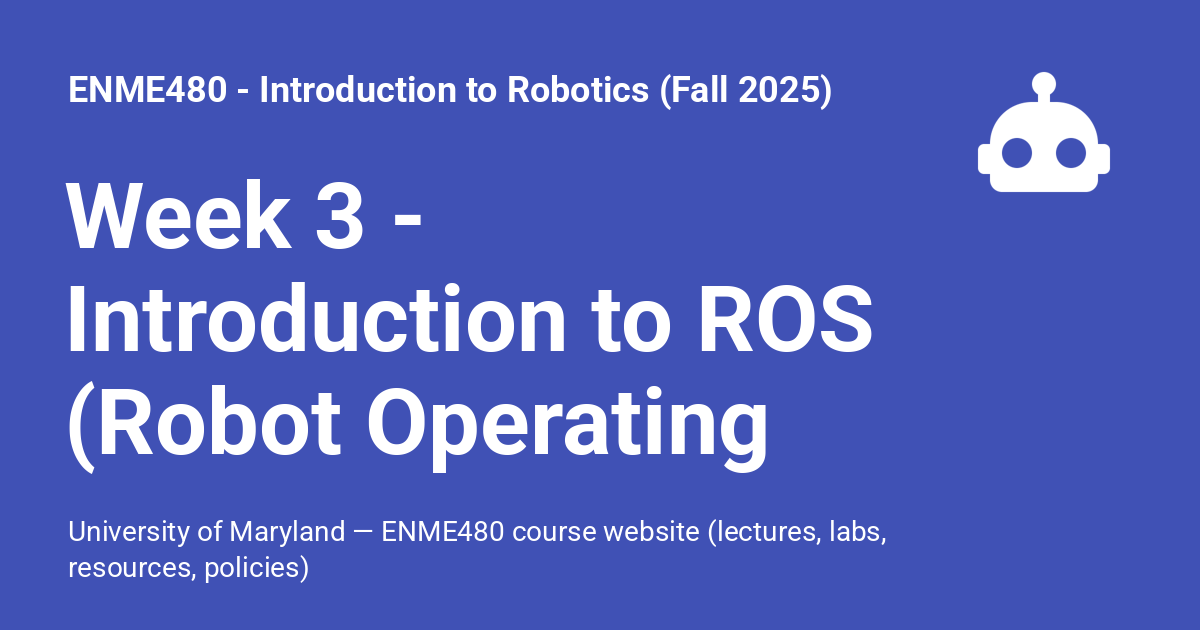 ENME480 - Introduction to Robotics (Fall 2025)
Week 3 -
Introduction to ROS
(Robot Operating
University of Maryland — ENME480 course website (lectures, labs,
resources, policies)